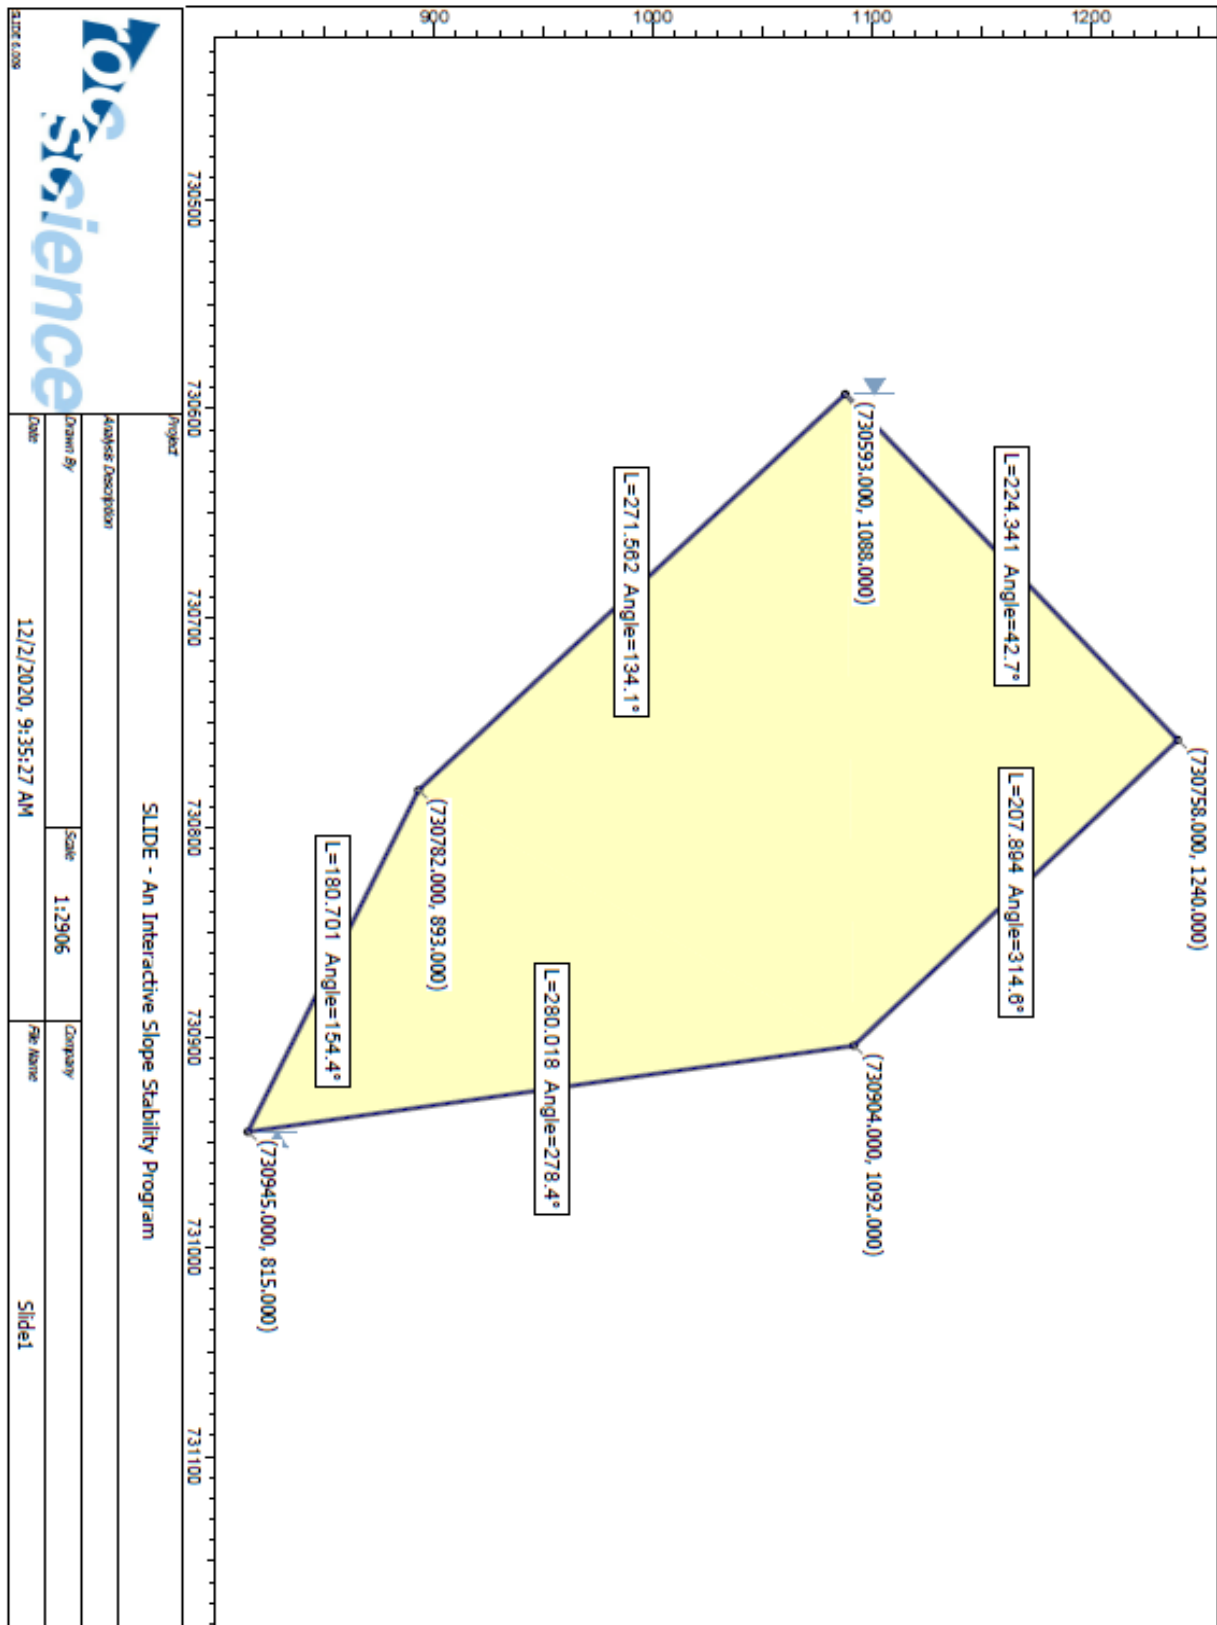 1200
1100
1000
900
730500
730600
730700
730800
730900
731000
731100
(730758.000, 1240.000)
L=224.341 Angle=42.7°
L=207.894 Angle=314.6°
(730593.000, 1088.000)
(730904.000, 1092.000)
L=271.562 Angle=134.1°
L=280.018 Angle=278.4°
(730782.000, 893.000)
L=180.701 Angle=154.4°
(730945.000, 815.000)
rocscience
SLIDE 6.009
Project
SLIDE - An Interactive Slope Stability Program
Analysis Description
Drawn By
Scale 1:2906
Company
Date 12/2/2020, 9:35:27 AM
File Name Slide1